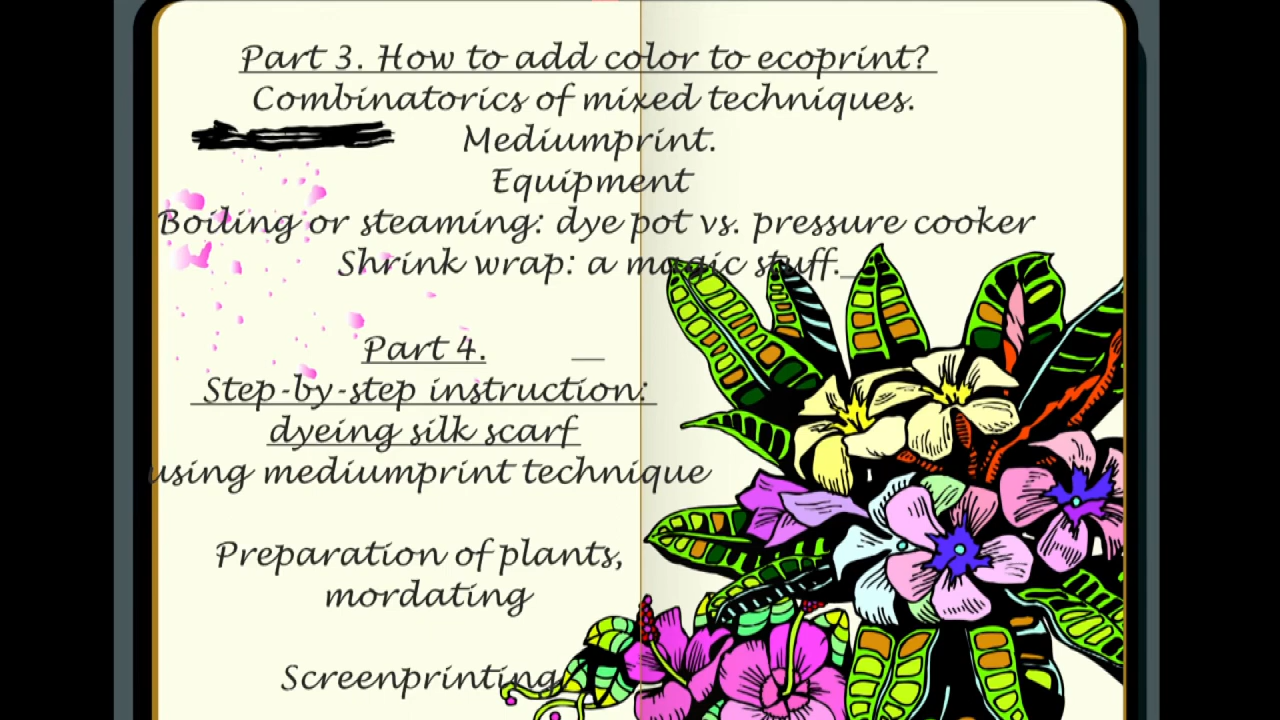 Part 3. How to add color to ecoprint?
Combinatorics of mixed techniques.
Mediumprint.
Equipment
Boiling or steaming: dye pot vs. pressure cooker
Shrink wrap: a magic stuff.
Part 4.
Step-by-step instruction:
dyeing silk scarf
using mediumprint technique
Preparation of plants,
mordating
Screenprinting